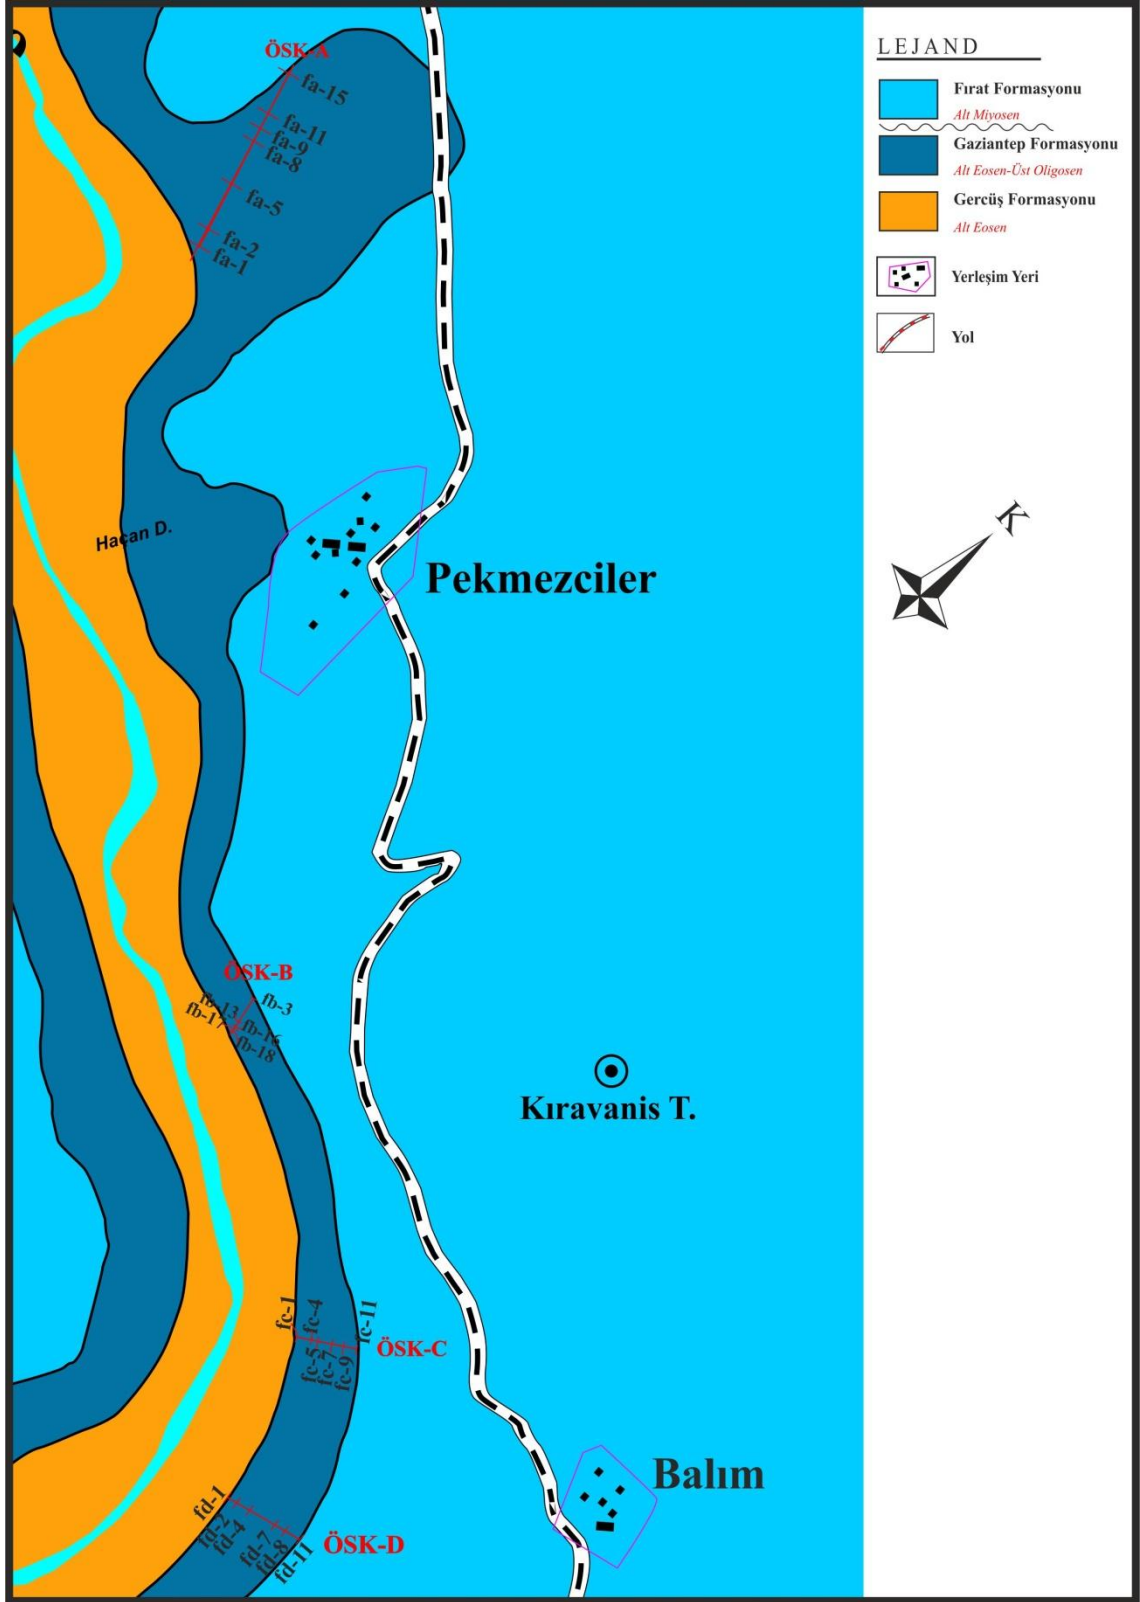 ÖSK-A
fa-15
fa-11
fa-9
fa-8
fa-5
fa-2
fa-1
Haçan D.
Pekmezciler
ÖSK-B
fb-3
fb-13
fb-17
fb-16
fb-18
Kıravanis T.
fc-1
fc-4
fc-11
fc-5
fc-7
fc-9
ÖSK-C
Balım
fd-1
fd-2
fd-4
fd-7
fd-8
fd-11
ÖSK-D
LEJAND
Fırat Formasyonu
Alt Miyosen
Gaziantep Formasyonu
Alt Eosen-Üst Oligosen
Gercüş Formasyonu
Alt Eosen
Yerleşim Yeri
Yol
K